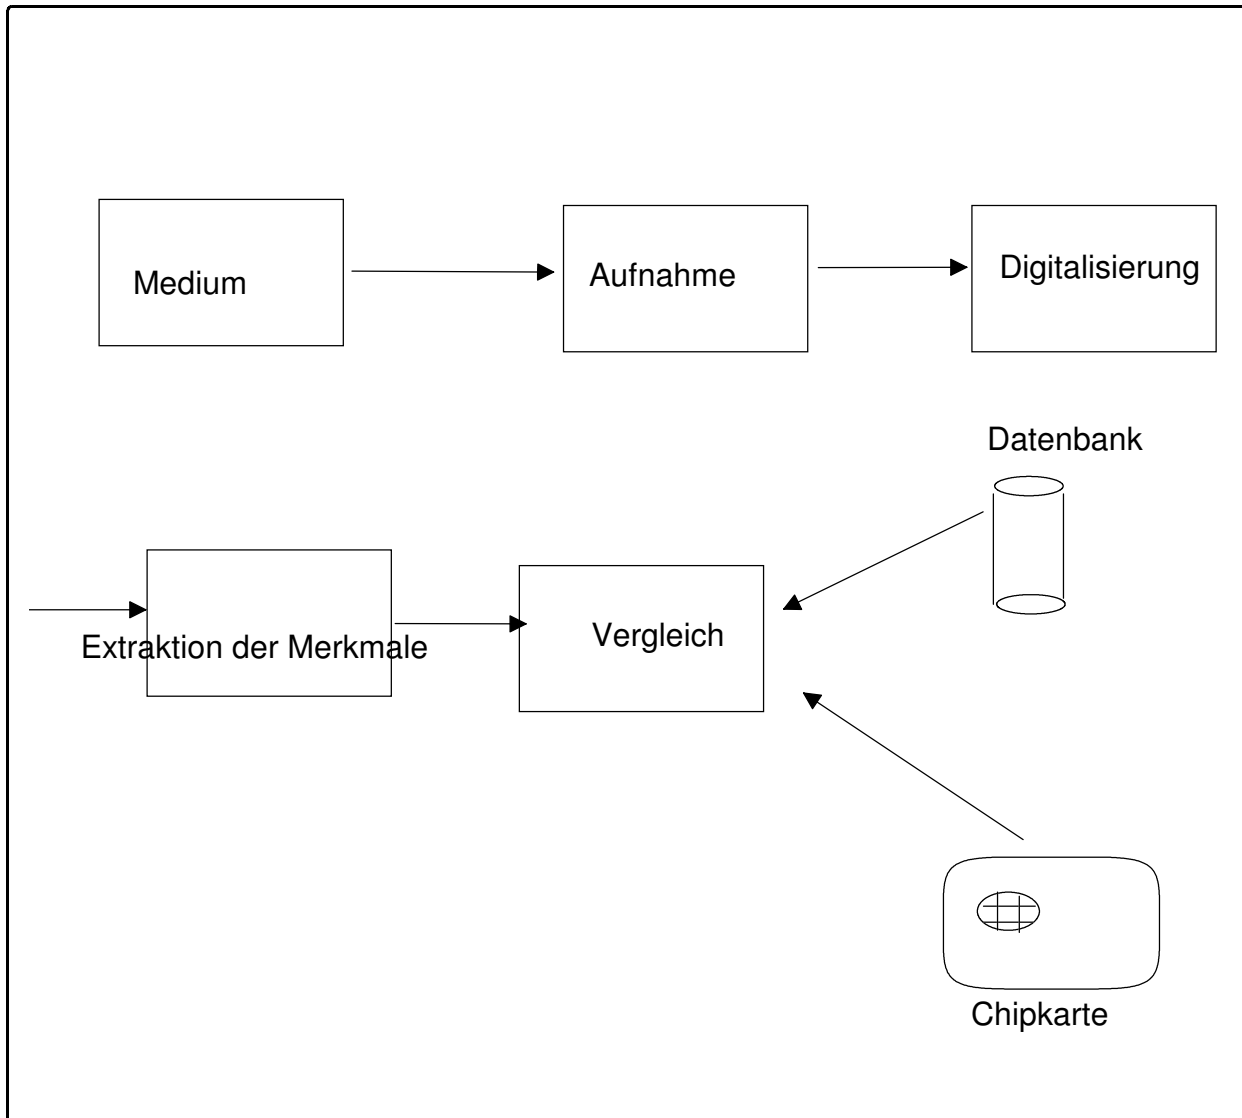 Medium
Aufnahme
Digitalisierung
Datenbank
Extraktion der Merkmale
Vergleich
Chipkarte